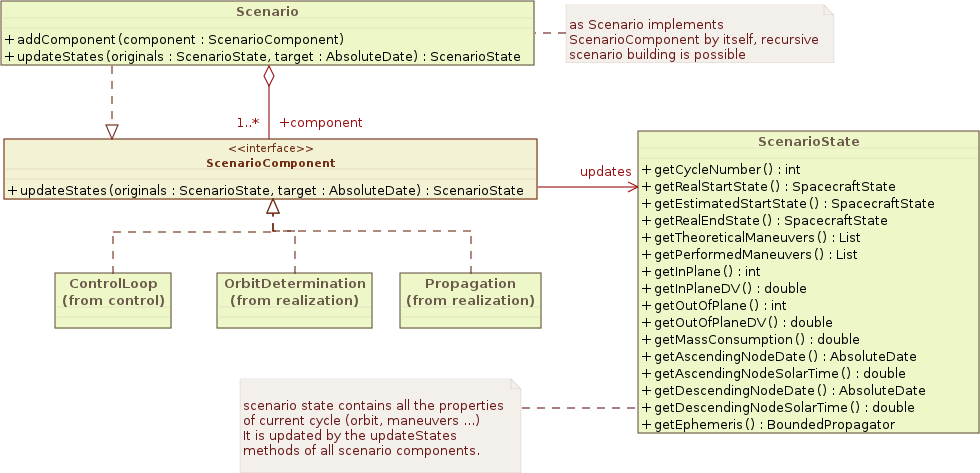 Scenario
+ addComponent (component : ScenarioComponent)
+ updateStates (originals : ScenarioState, target : AbsoluteDate) : ScenarioState
as Scenario implements
ScenarioComponent by itself, recursive
scenario building is possible
1..* +component
<<interface>>
ScenarioComponent
+ updateStates (originals : ScenarioState, target : AbsoluteDate) : ScenarioState
updates
ScenarioState
+ getCycleNumber () : int
+ getRealStartState () : SpacecraftState
+ getEstimatedStartState () : SpacecraftState
+ getRealEndState () : SpacecraftState
+ getTheoreticalManeuvers () : List
+ getPerformedManeuvers () : List
+ getInPlane () : int
+ getInPlaneDV () : double
+ getOutOfPlane () : int
+ getOutOfPlaneDV () : double
+ getMassConsumption () : double
+ getAscendingNodeDate () : AbsoluteDate
+ getAscendingNodeSolarTime () : double
+ getDescendingNodeDate () : AbsoluteDate
+ getDescendingNodeSolarTime () : double
+ getEphemeris () : BoundedPropagator
ControlLoop
(from control)
OrbitDetermination
(from realization)
Propagation
(from realization)
scenario state contains all the properties
of current cycle (orbit, maneuvers ...)
It is updated by the updateStates
methods of all scenario components.